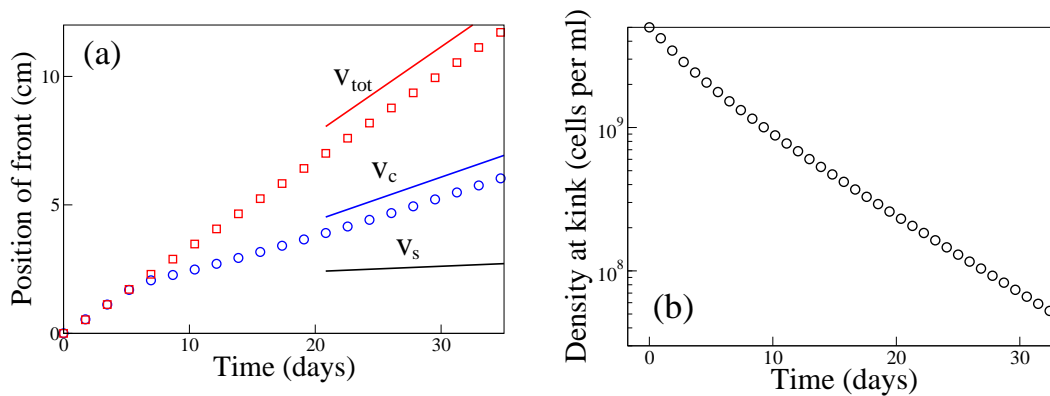 (a)
Position of front (cm)
10
5
0
v_tot
v_c
v_s
0
10
20
30
Time (days)
(b)
Density at kink (cells per ml)
10^9
10^8
0
10
20
30
Time (days)